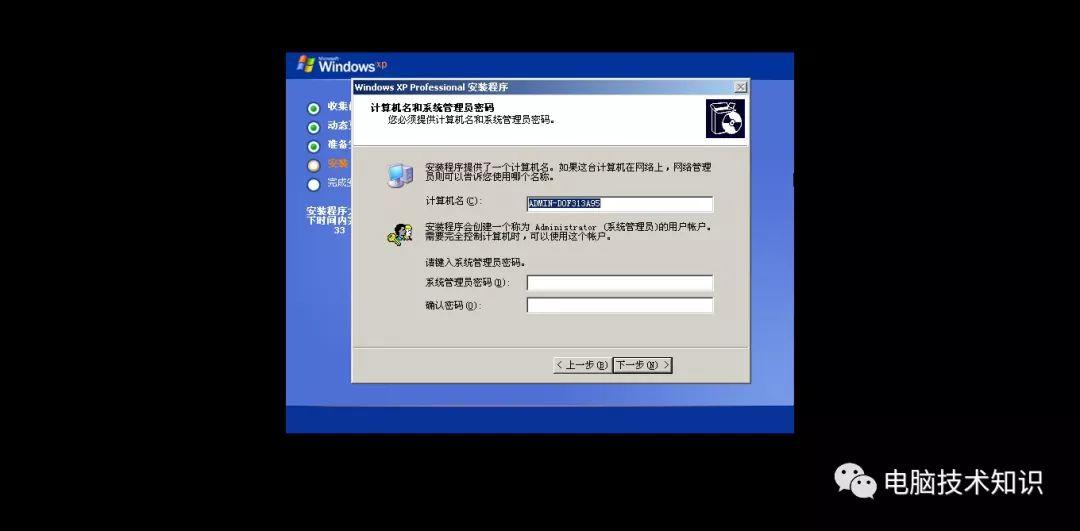 Microsoft
Windows xp
Windows XP Professional 安装程序
计算机名和系统管理员密码
您必须提供计算机名和系统管理员密码。
收集
动态
准备
安装
完成安
安装程序
下时间内
33
安装程序提供了一个计算机名。如果这台计算机在网络上，网络管理
员则可以告诉您使用哪个名称。
计算机名(C):
ADMIN-D0F313A95
安装程序会创建一个称为 Administrator (系统管理员)的用户帐户。
需要完全控制计算机时，可以使用这个帐户。
请键入系统管理员密码。
系统管理员密码(D):
确认密码(O):
< 上一步(B)
下一步(N) >
电脑技术知识